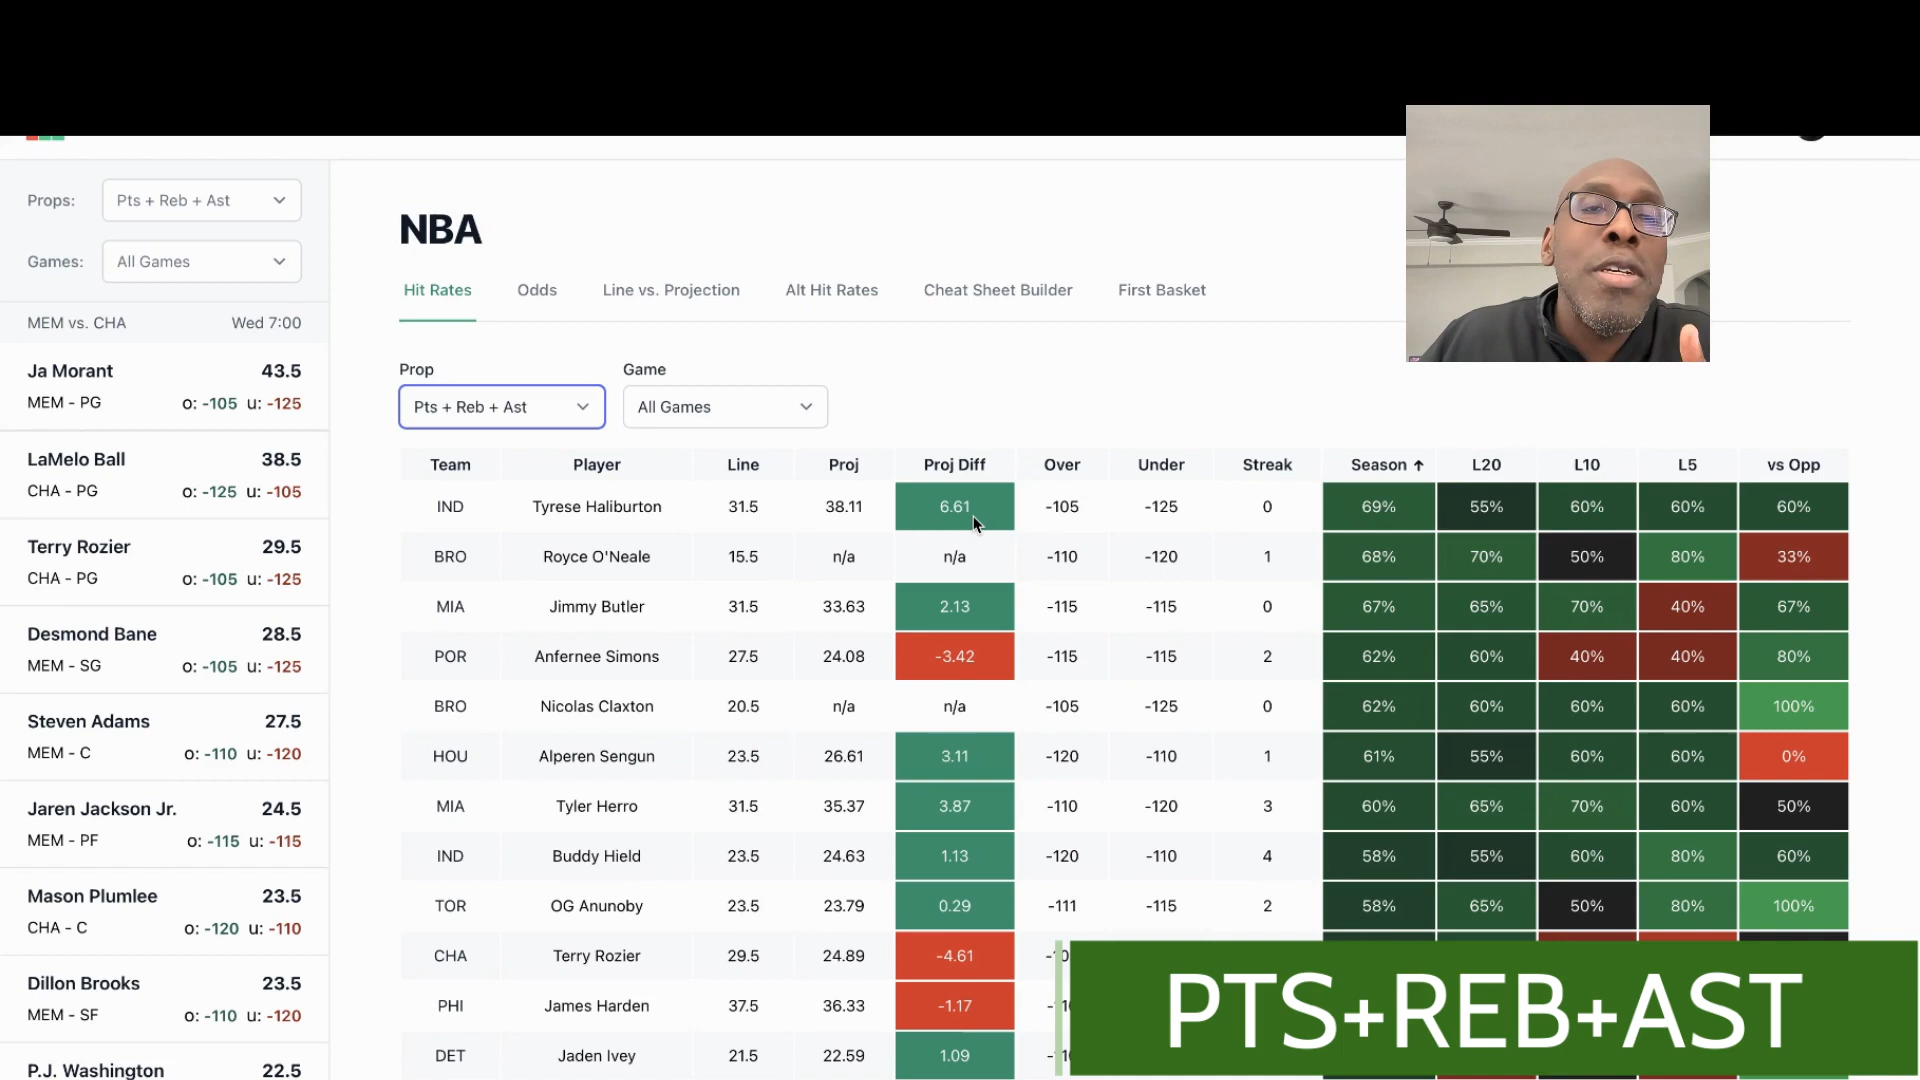 Props: Pts + Reb + Ast
Games: All Games
MEM vs. CHA Wed 7:00
Ja Morant 43.5
MEM - PG o: -105 u: -125
LaMelo Ball 38.5
CHA - PG o: -125 u: -105
Terry Rozier 29.5
CHA - PG o: -105 u: -125
Desmond Bane 28.5
MEM - SG o: -105 u: -125
Steven Adams 27.5
MEM - C o: -110 u: -120
Jaren Jackson Jr. 24.5
MEM - PF o: -115 u: -115
Mason Plumlee 23.5
CHA - C o: -120 u: -110
Dillon Brooks 23.5
MEM - SF o: -110 u: -120
P.J. Washington 22.5
NBA
Hit Rates Odds Line vs. Projection Alt Hit Rates Cheat Sheet Builder First Basket
Prop Game
Pts + Reb + Ast All Games
Team Player Line Proj Proj Diff Over Under Streak Season ↑ L20 L10 L5 vs Opp
IND Tyrese Haliburton 31.5 38.11 6.61 -105 -125 0 69% 55% 60% 60% 60%
BRO Royce O'Neale 15.5 n/a n/a -110 -120 1 68% 70% 50% 80% 33%
MIA Jimmy Butler 31.5 33.63 2.13 -115 -115 0 67% 65% 70% 40% 67%
POR Anfernee Simons 27.5 24.08 -3.42 -115 -115 2 62% 60% 40% 40% 80%
BRO Nicolas Claxton 20.5 n/a n/a -105 -125 0 62% 60% 60% 60% 100%
HOU Alperen Sengun 23.5 26.61 3.11 -120 -110 1 61% 55% 60% 60% 0%
MIA Tyler Herro 31.5 35.37 3.87 -110 -120 3 60% 65% 70% 60% 50%
IND Buddy Hield 23.5 24.63 1.13 -120 -110 4 58% 55% 60% 80% 60%
TOR OG Anunoby 23.5 23.79 0.29 -111 -115 2 58% 65% 50% 80% 100%
CHA Terry Rozier 29.5 24.89 -4.61
PHI James Harden 37.5 36.33 -1.17
DET Jaden Ivey 21.5 22.59 1.09
PTS+REB+AST